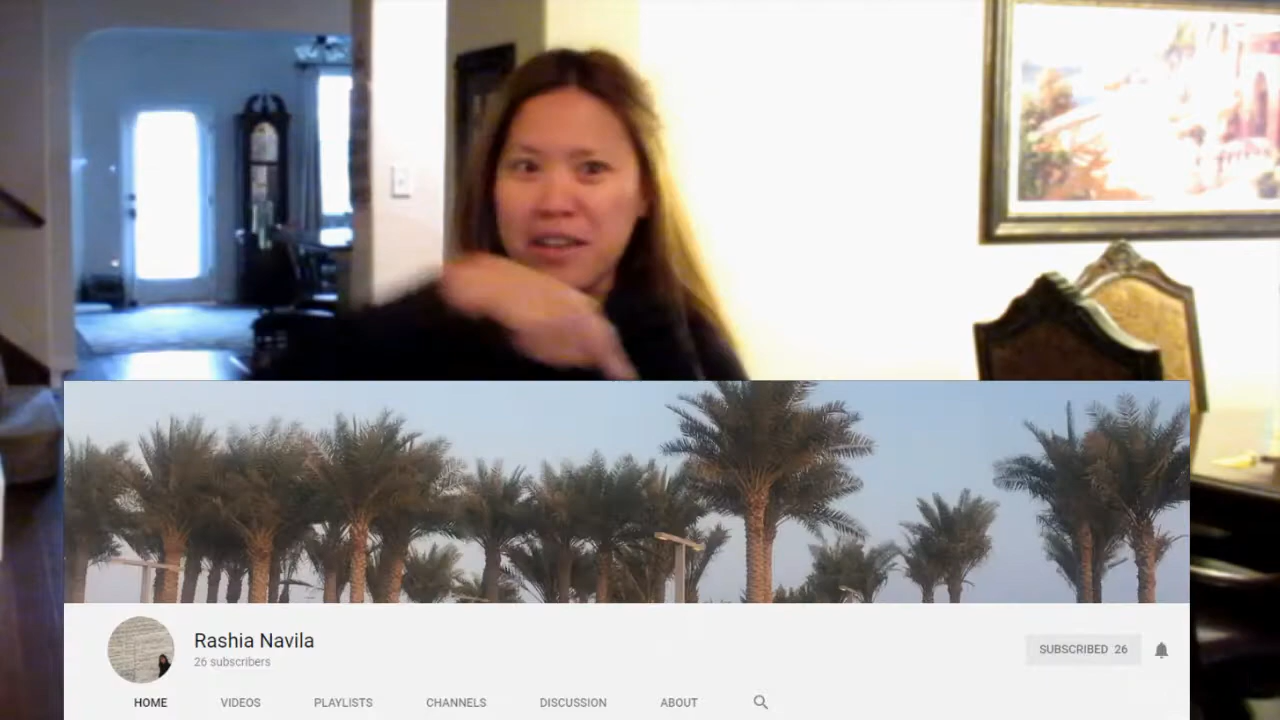 Rashia Navila
26 subscribers
SUBSCRIBED 26
HOME VIDEOS PLAYLISTS CHANNELS DISCUSSION ABOUT